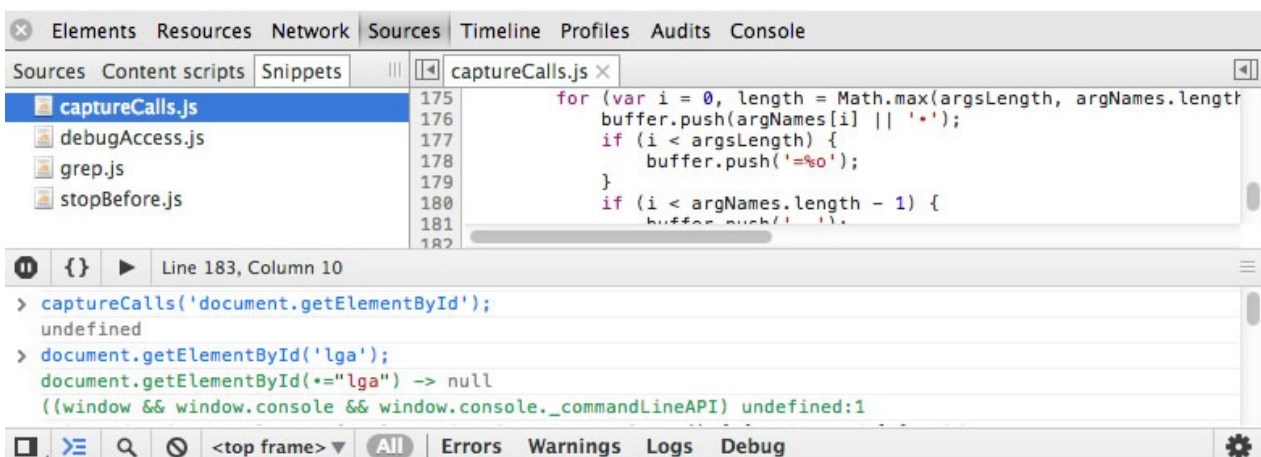 Elements Resources Network Sources Timeline Profiles Audits Console
Sources Content scripts Snippets captureCalls.js ×
captureCalls.js
debugAccess.js
grep.js
stopBefore.js
175 for (var i = 0, length = Math.max(argsLength, argNames.length
176 buffer.push(argNames[i] || '•');
177 if (i < argsLength) {
178 buffer.push('=%o');
179 }
180 if (i < argNames.length - 1) {
181
182
{} Line 183, Column 10
> captureCalls('document.getElementById');
undefined
> document.getElementById('lga');
document.getElementById(•="lga") -> null
((window && window.console && window.console._commandLineAPI) undefined:1
<top frame> All Errors Warnings Logs Debug